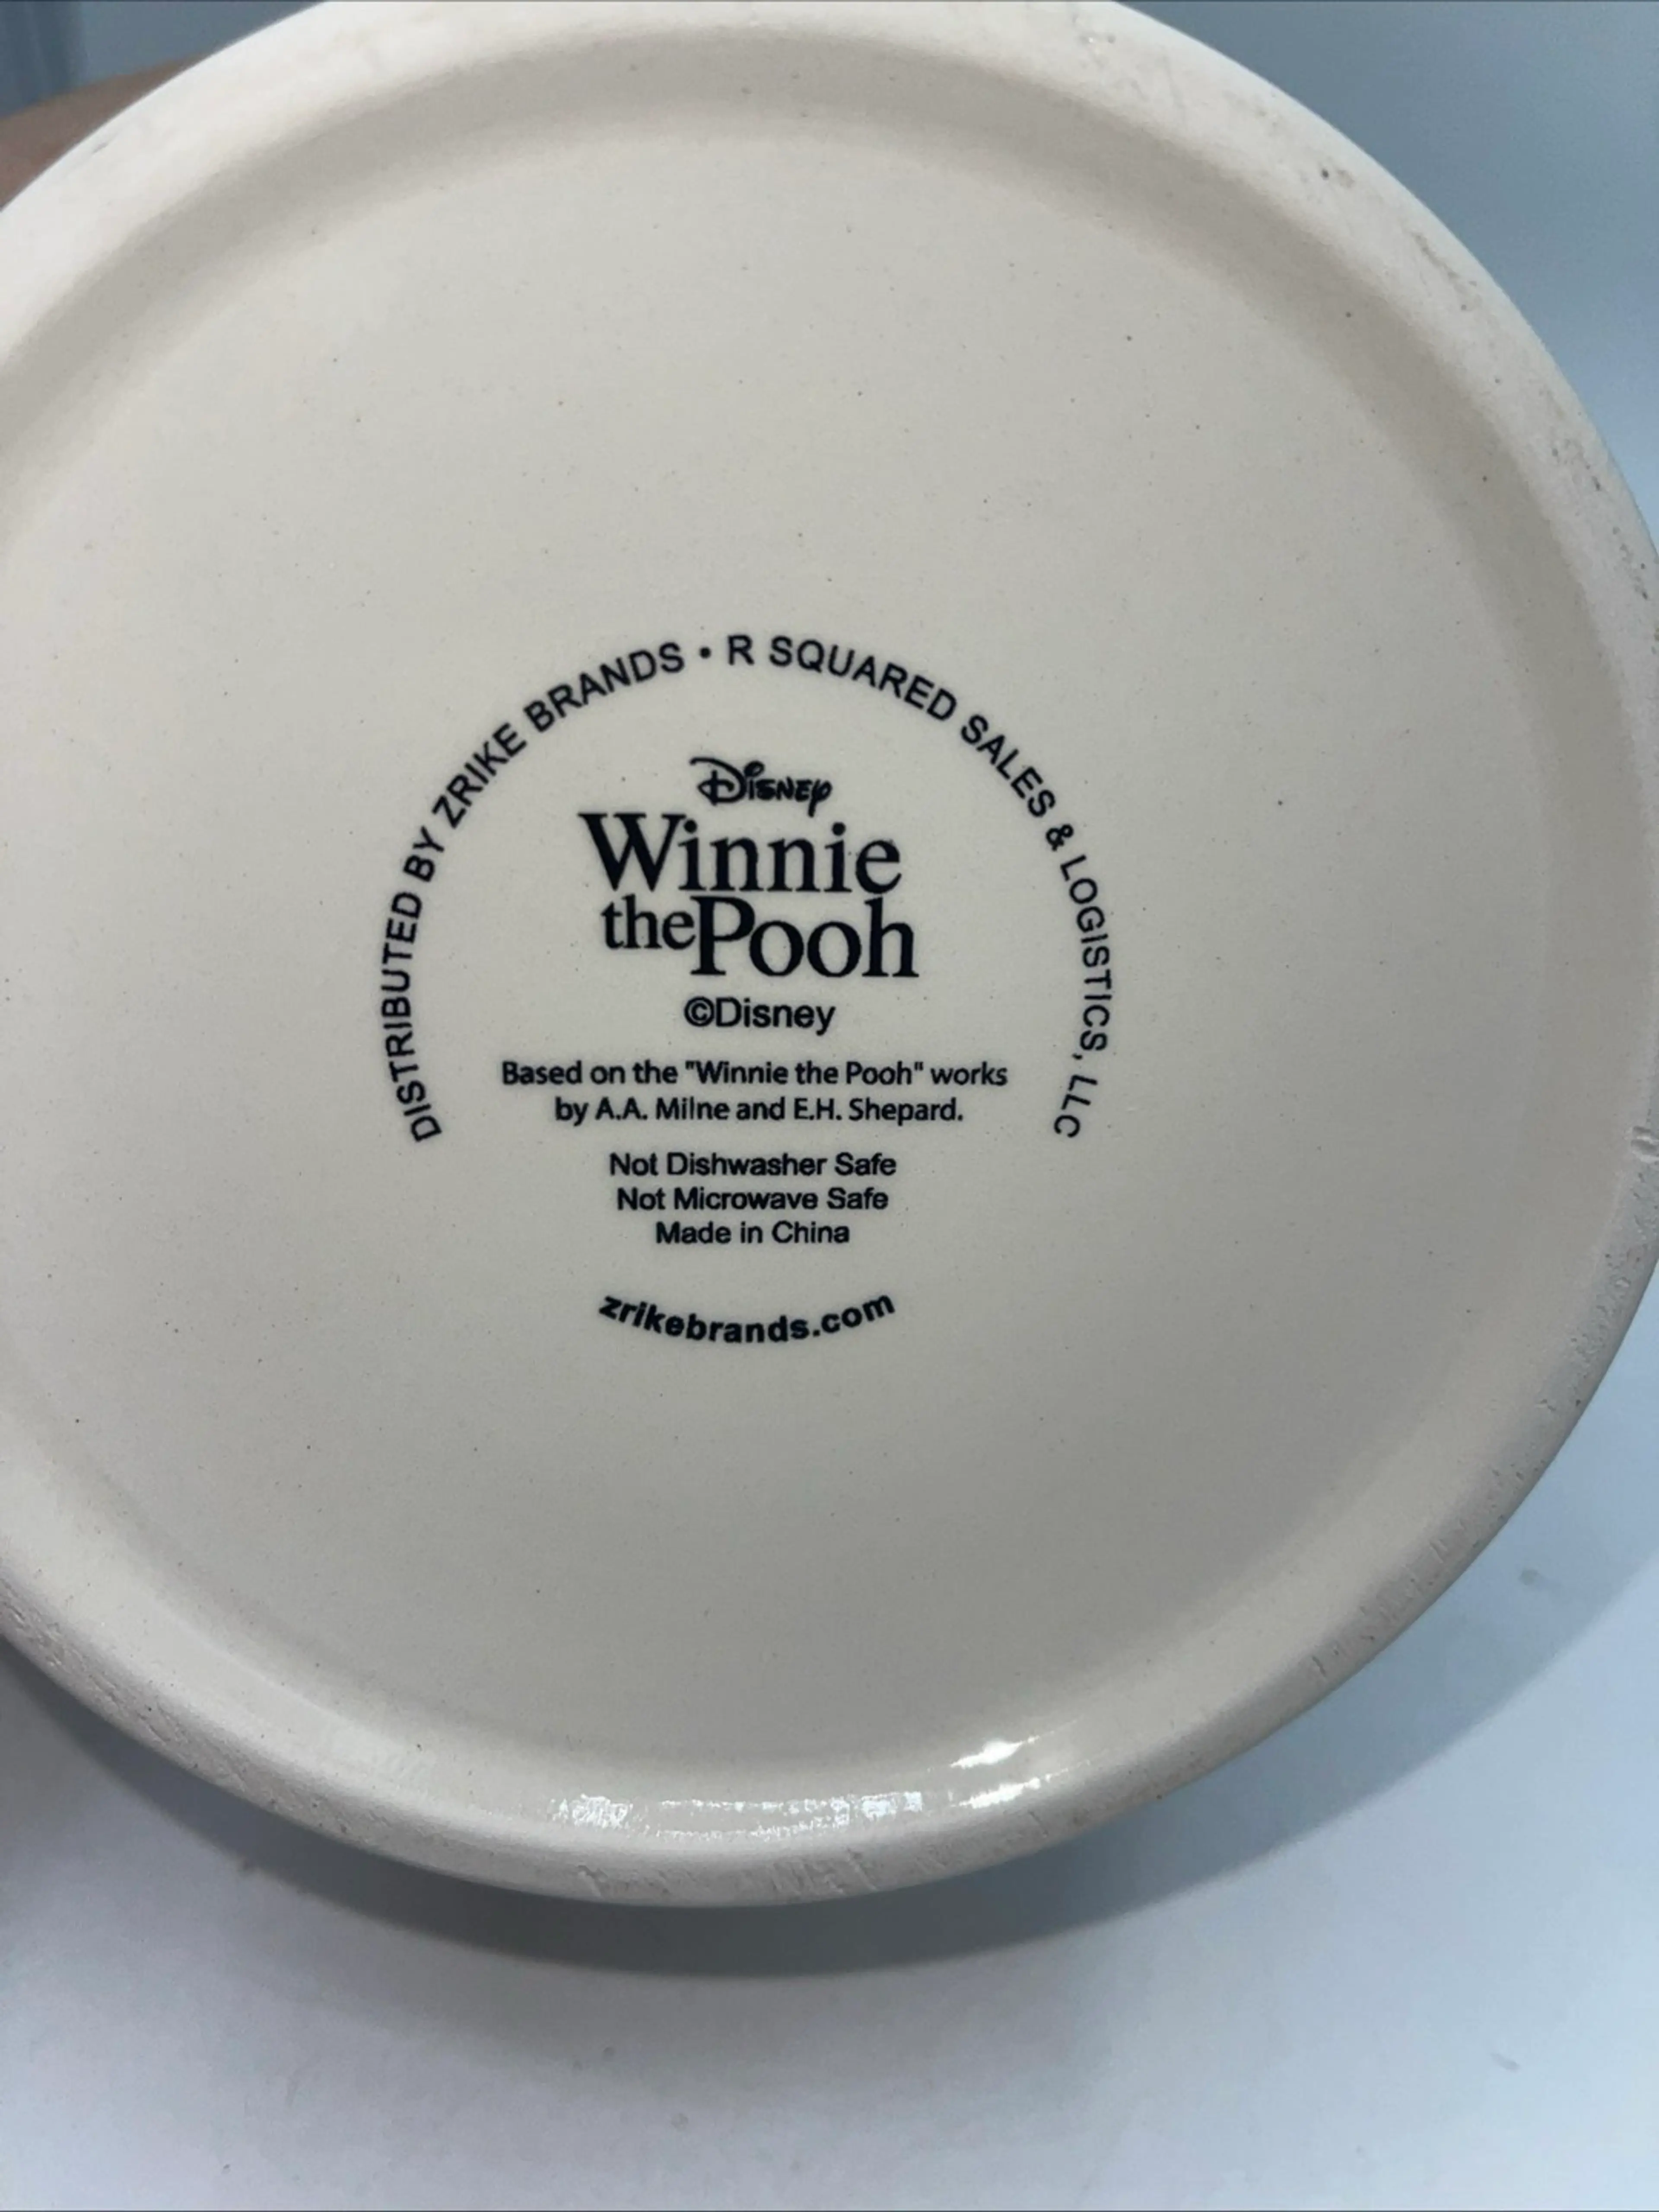 DISTRIBUTED BY ZRIKE BRANDS • R SQUARED SALES & LOGISTICS, LLC
Disney
Winnie
the Pooh
©Disney
Based on the "Winnie the Pooh" works
by A.A. Milne and E.H. Shepard.
Not Dishwasher Safe
Not Microwave Safe
Made in China
zrikebrands.com